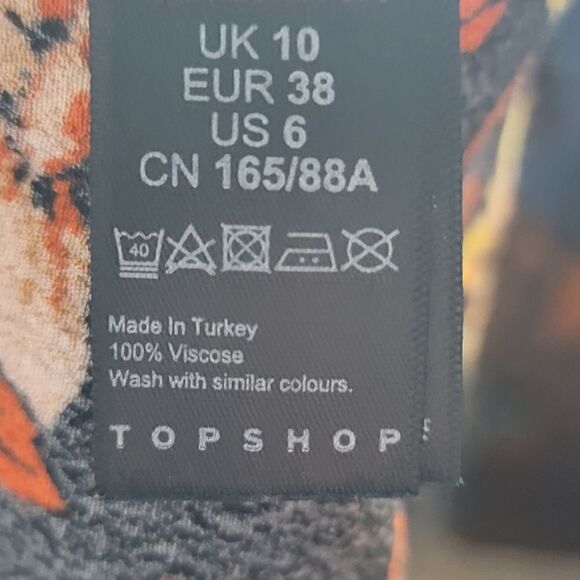 UK 10
EUR 38
US 6
CN 165/88A
40
Made In Turkey
100% Viscose
Wash with similar colours.
TOPSHOP